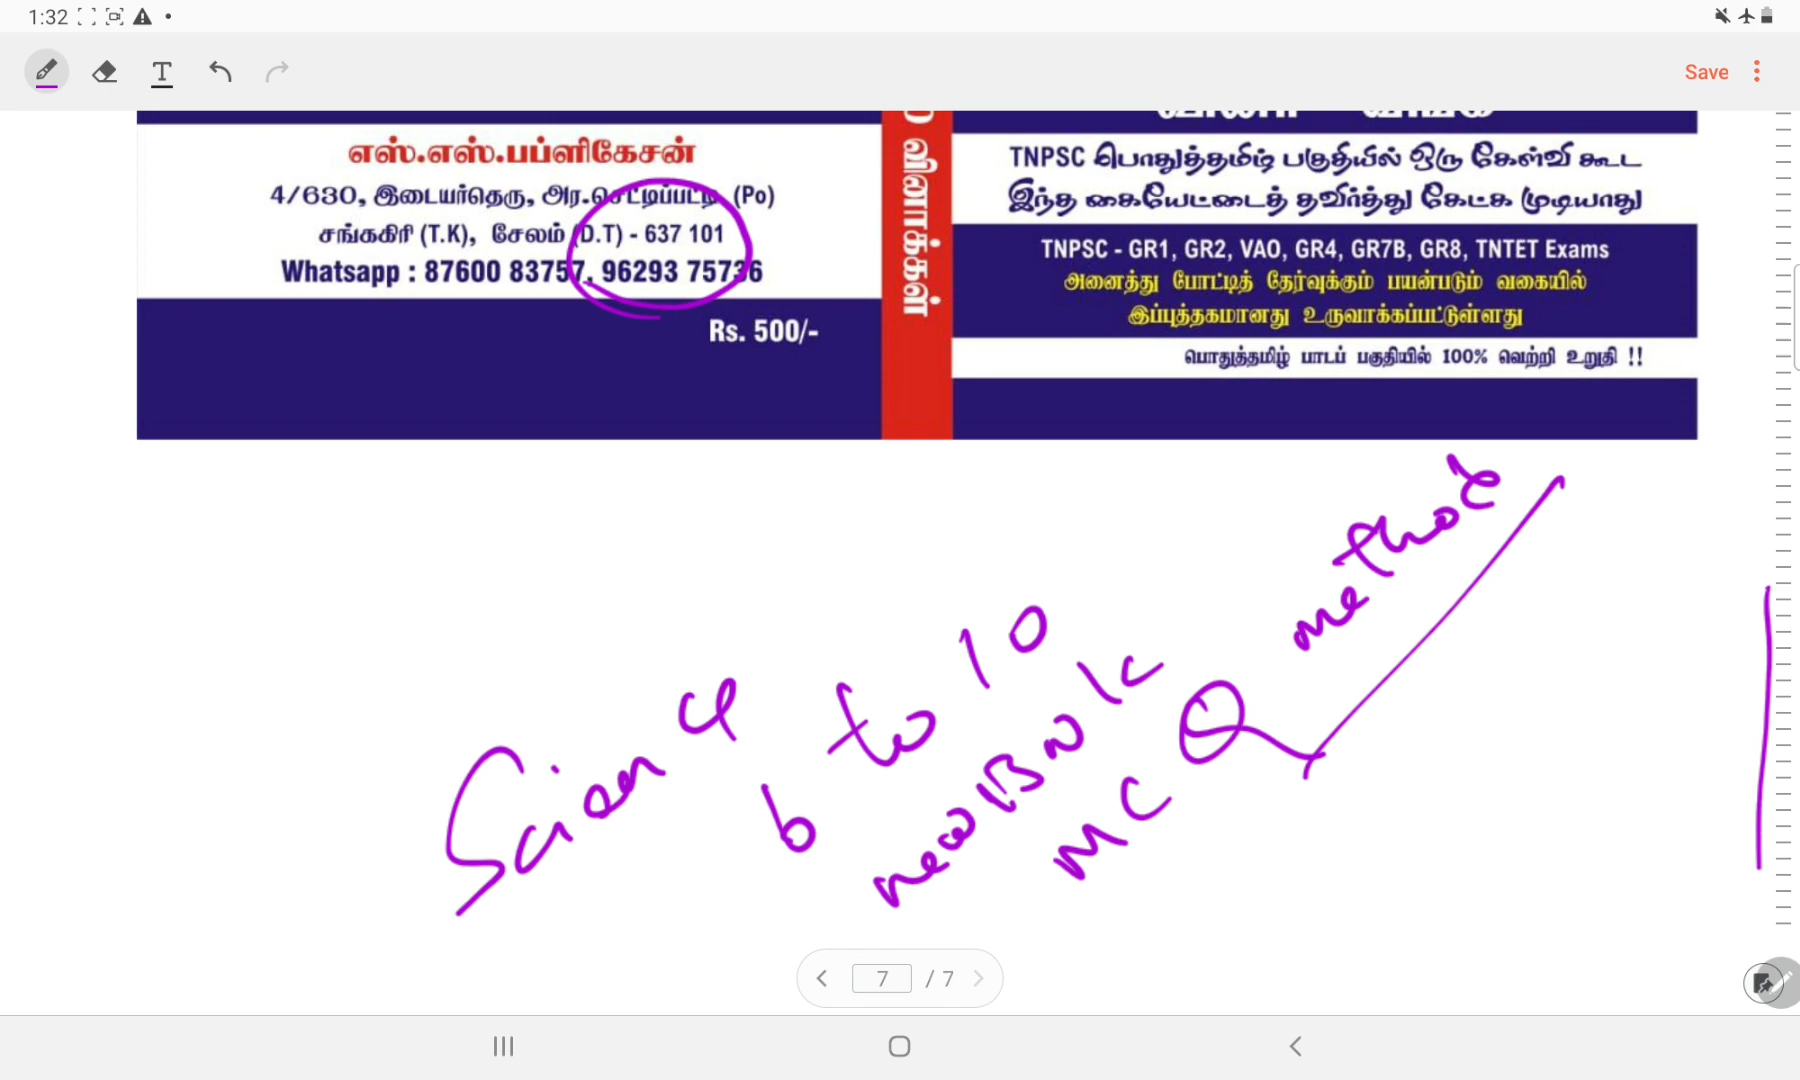 1:32
Save
எஸ்.எஸ்.பப்ளிகேசன்
4/630, இடையர்தெரு, அர.செட்டிப்பட்டி (Po)
சங்ககிரி (T.K), சேலம் (D.T) - 637 101
Whatsapp : 87600 83757, 96293 75736
Rs. 500/-
வினாக்கள்
TNPSC பொதுத்தமிழ் பகுதியில் ஒரு கேள்வி கூட
இந்த கையேட்டைத் தவிர்த்து கேட்க முடியாது
TNPSC - GR1, GR2, VAO, GR4, GR7B, GR8, TNTET Exams
அனைத்து போட்டித் தேர்வுக்கும் பயன்படும் வகையில்
இப்புத்தகமானது உருவாக்கப்பட்டுள்ளது
பொதுத்தமிழ் பாடப் பகுதியில் 100% வெற்றி உறுதி !!
6 to 10
new
MCQ method
7 / 7